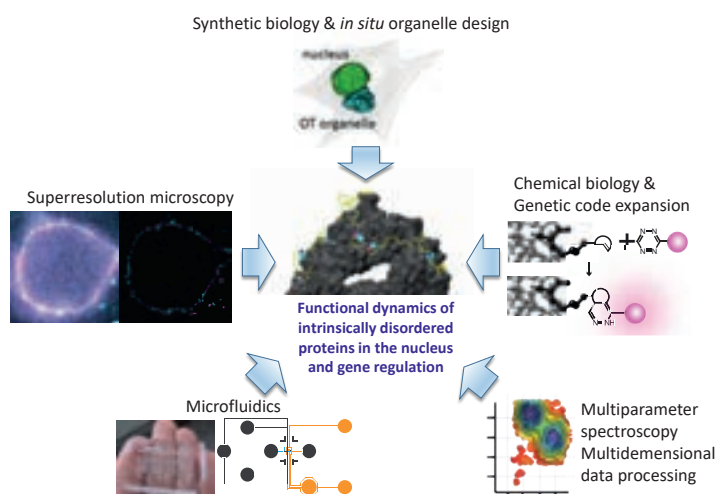 Synthetic biology & in situ organelle design
nucleus
OT organelle
Superresolution microscopy
Chemical biology &
Genetic code expansion
N
N
N
N
N
NH
Functional dynamics of
intrinsically disordered
proteins in the nucleus
and gene regulation
Microfluidics
Multiparameter
spectroscopy
Multidemensional
data processing